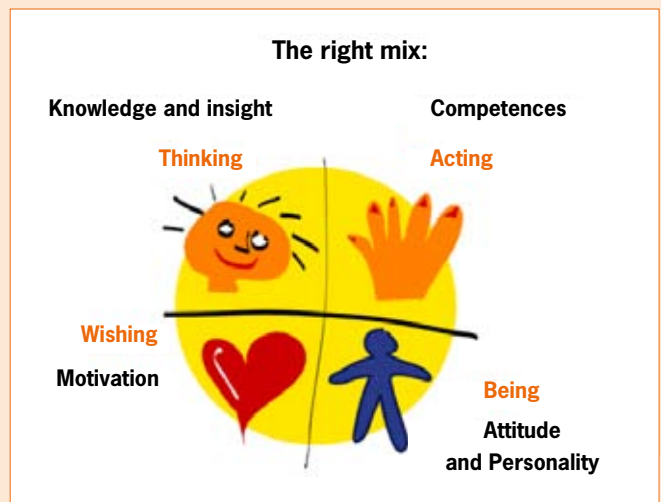 The right mix:
Knowledge and insight
Competences
Thinking
Acting
Wishing
Motivation
Being
Attitude
and Personality